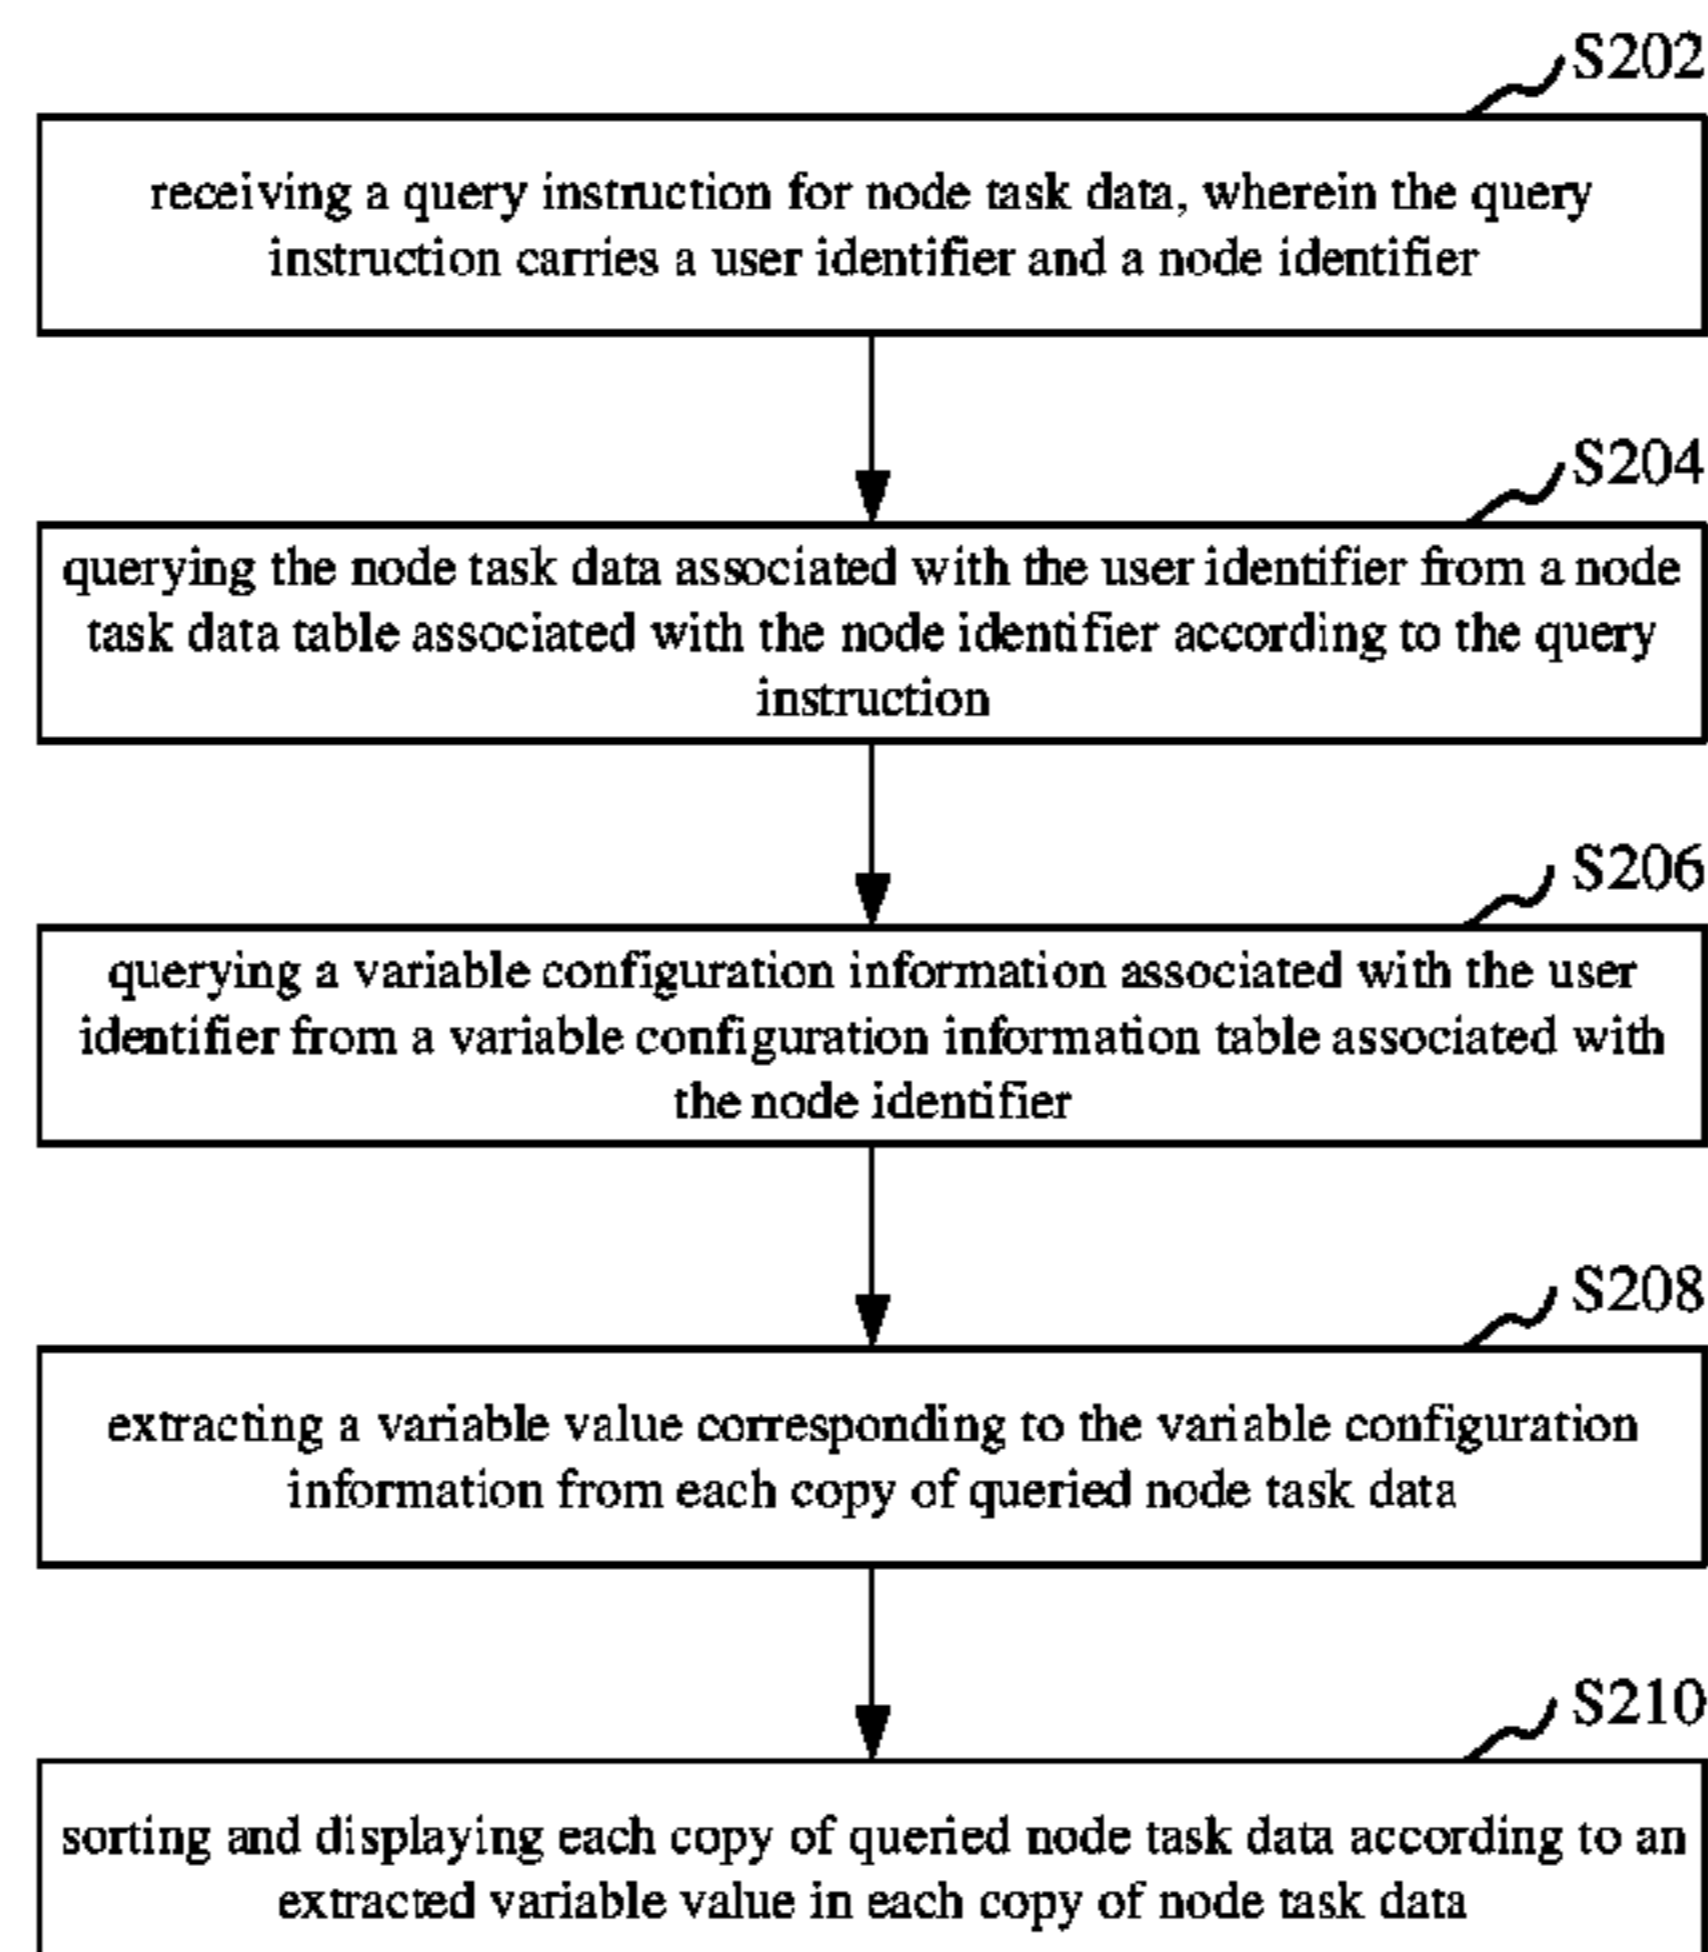 S202
receiving a query instruction for node task data, wherein the query
instruction carries a user identifier and a node identifier
S204
querying the node task data associated with the user identifier from a node
task data table associated with the node identifier according to the query
instruction
S206
querying a variable configuration information associated with the user
identifier from a variable configuration information table associated with
the node identifier
S208
extracting a variable value corresponding to the variable configuration
information from each copy of queried node task data
S210
sorting and displaying each copy of queried node task data according to an
extracted variable value in each copy of node task data